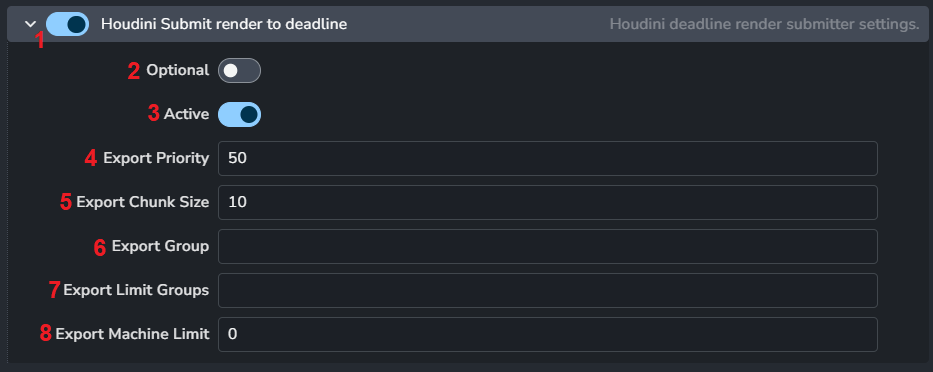 Houdini Submit render to deadline Houdini deadline render submitter settings.
1
2 Optional
3 Active
4 Export Priority 50
5 Export Chunk Size 10
6 Export Group
7 Export Limit Groups
8 Export Machine Limit 0